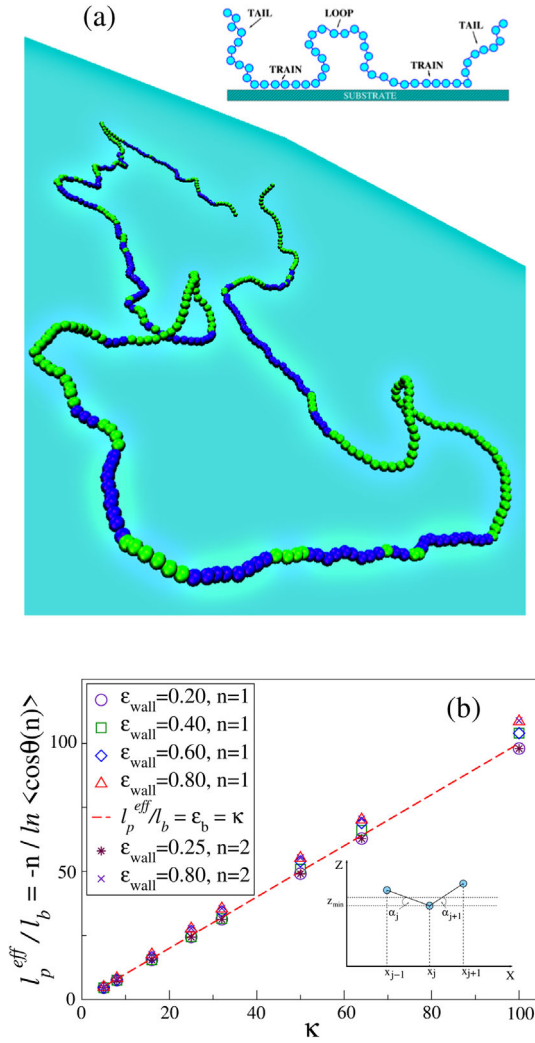 (a)
TAIL
LOOP
TAIL
TRAIN
TRAIN
SUBSTRATE
(b)
l_p^eff / l_b = -n / ln <cosθ(n)>
100
50
0
ε_wall=0.20, n=1
ε_wall=0.40, n=1
ε_wall=0.60, n=1
ε_wall=0.80, n=1
l_p^eff/l_b = ε_b = κ
ε_wall=0.25, n=2
ε_wall=0.80, n=2
Z
z_min
α_j
α_j+1
x_j-1
x_j
x_j+1
X
0 20 40 60 80 100
κ